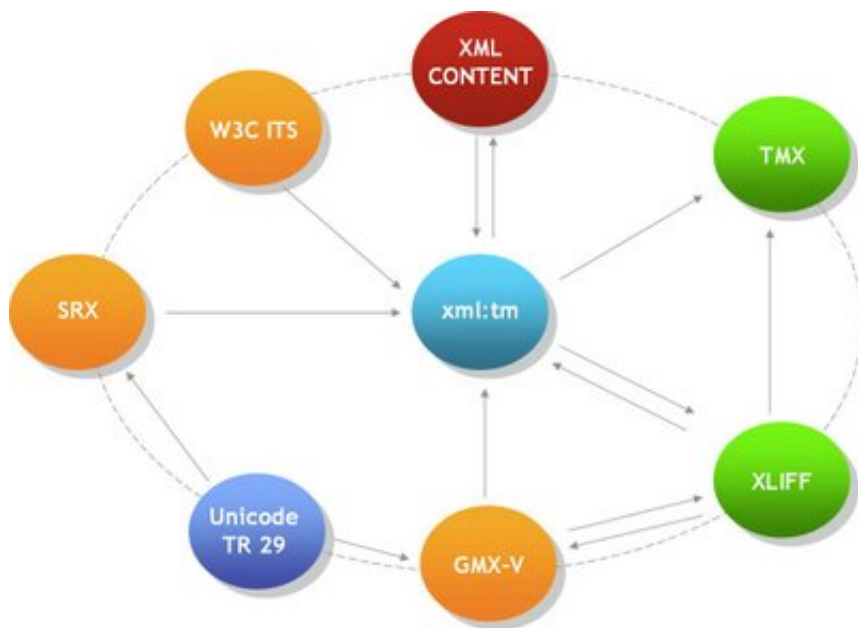 XML
CONTENT
W3C ITS
TMX
SRX
xml:tm
XLIFF
Unicode
TR 29
GMX-V